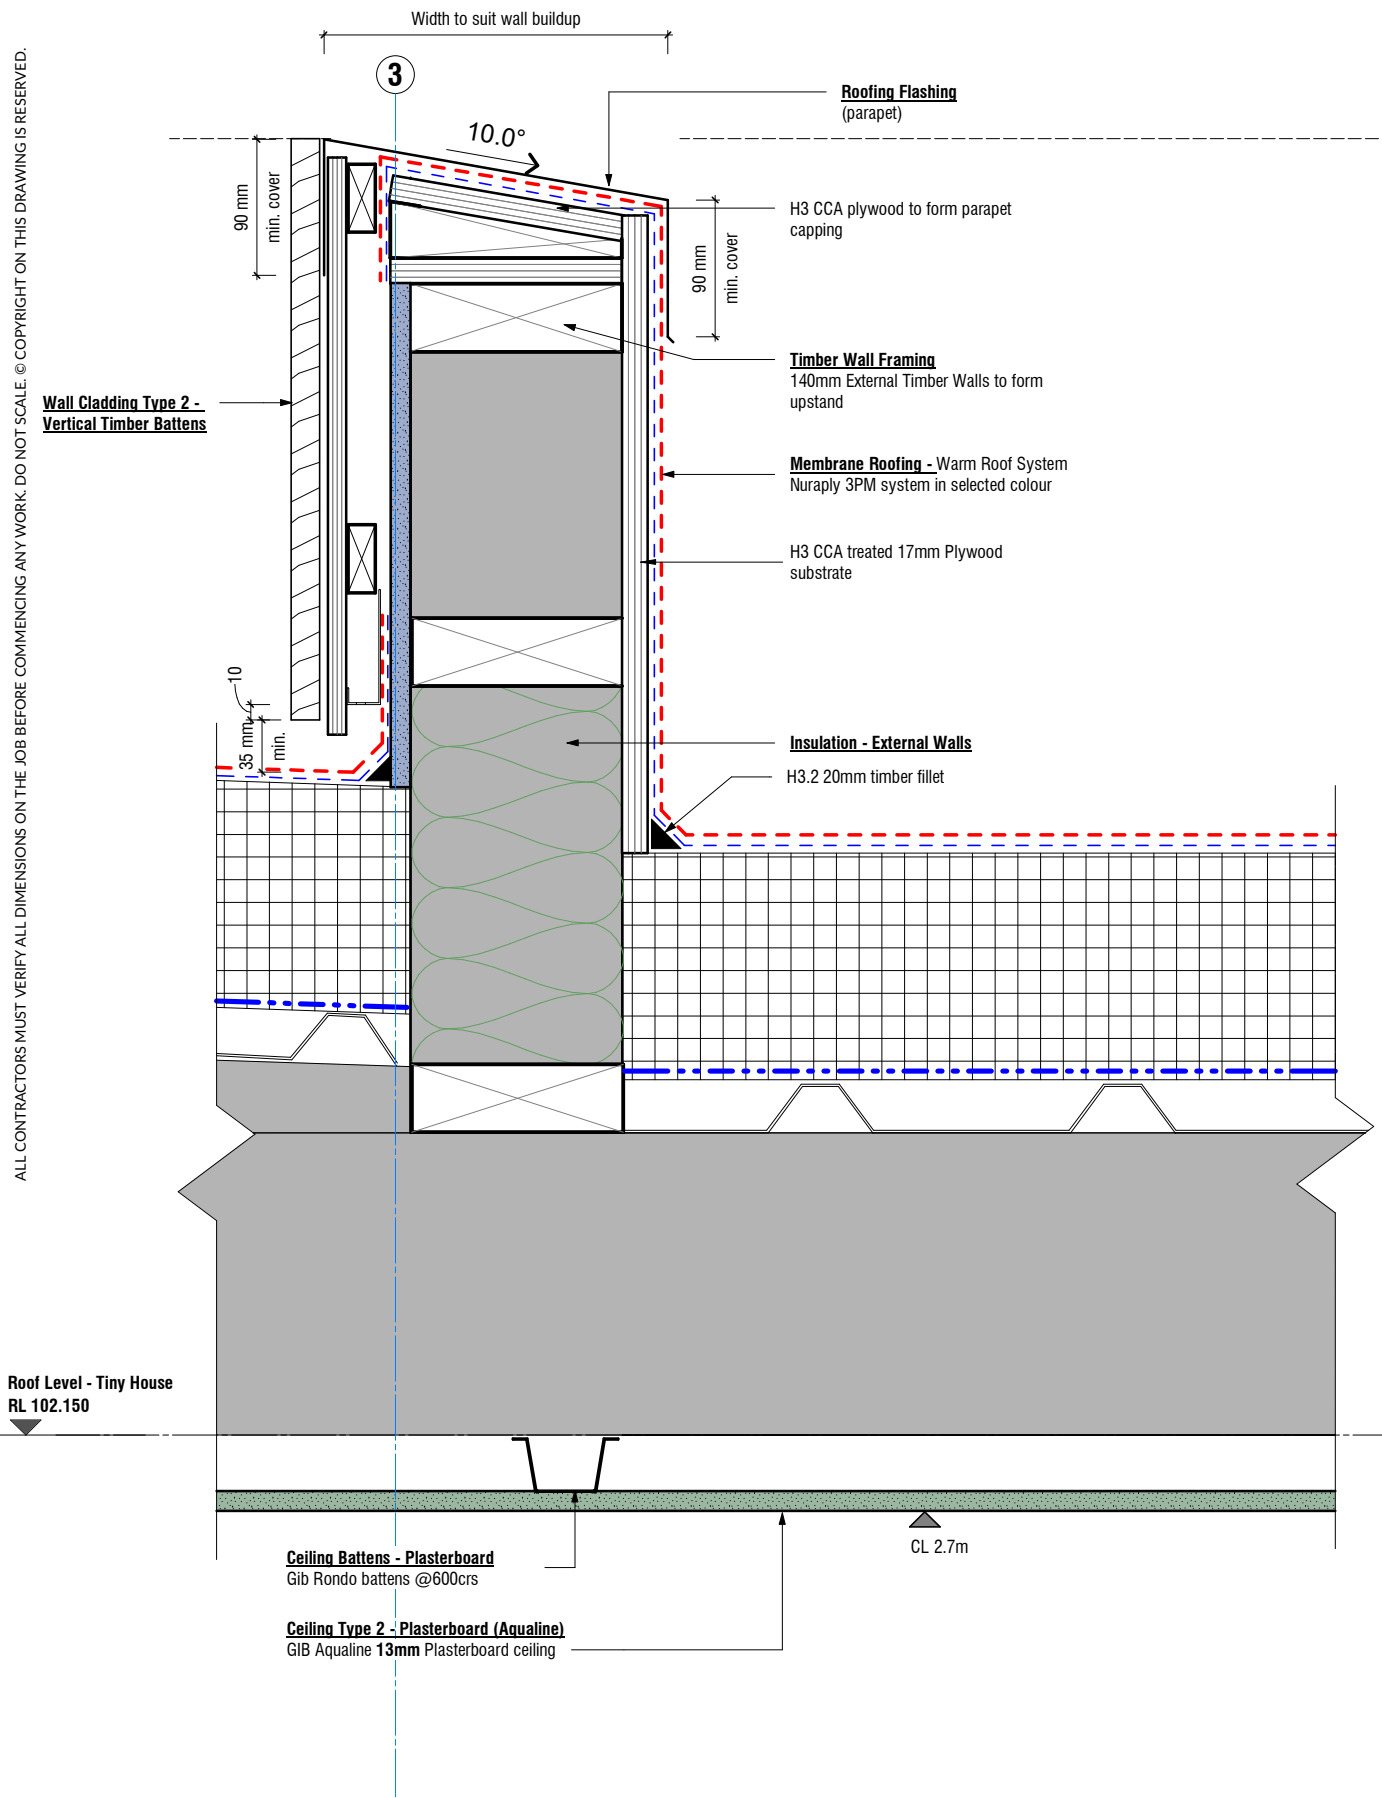 Width to suit wall buildup
3
Roofing Flashing
(parapet)
10.0°
90 mm
min. cover
H3 CCA plywood to form parapet
capping
90 mm
min. cover
Timber Wall Framing
140mm External Timber Walls to form
upstand
Wall Cladding Type 2 -
Vertical Timber Battens
Membrane Roofing - Warm Roof System
Nuraply 3PM system in selected colour
H3 CCA treated 17mm Plywood
substrate
10
35 mm
min.
Insulation - External Walls
H3.2 20mm timber fillet
ALL CONTRACTORS MUST VERIFY ALL DIMENSIONS ON THE JOB BEFORE COMMENCING ANY WORK. DO NOT SCALE. © COPYRIGHT ON THIS DRAWING IS RESERVED.
Roof Level - Tiny House
RL 102.150
CL 2.7m
Ceiling Battens - Plasterboard
Gib Rondo battens @600crs
Ceiling Type 2 - Plasterboard (Aqualine)
GIB Aqualine 13mm Plasterboard ceiling